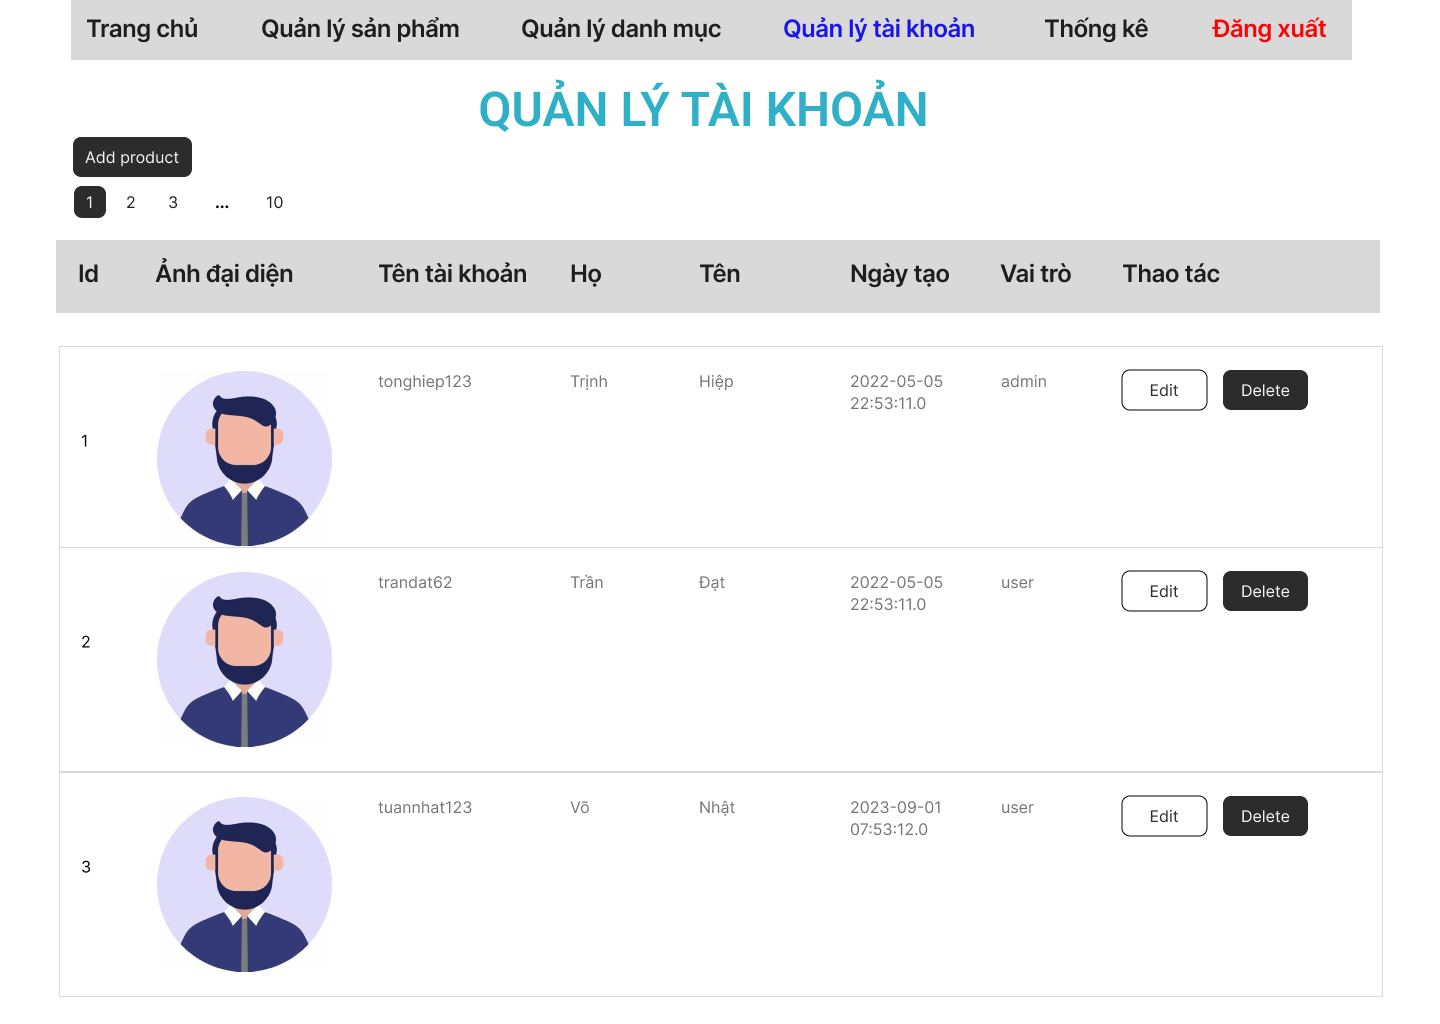 Trang chủ Quản lý sản phẩm Quản lý danh mục Quản lý tài khoản Thống kê Đăng xuất
QUẢN LÝ TÀI KHOẢN
Add product
1 2 3 ... 10
Id Ảnh đại diện Tên tài khoản Họ Tên Ngày tạo Vai trò Thao tác
1 tonghiep123 Trịnh Hiệp 2022-05-05 admin Edit Delete
22:53:11.0
2 trandat62 Trần Đạt 2022-05-05 user Edit Delete
22:53:11.0
3 tuannhat123 Võ Nhật 2023-09-01 user Edit Delete
07:53:12.0